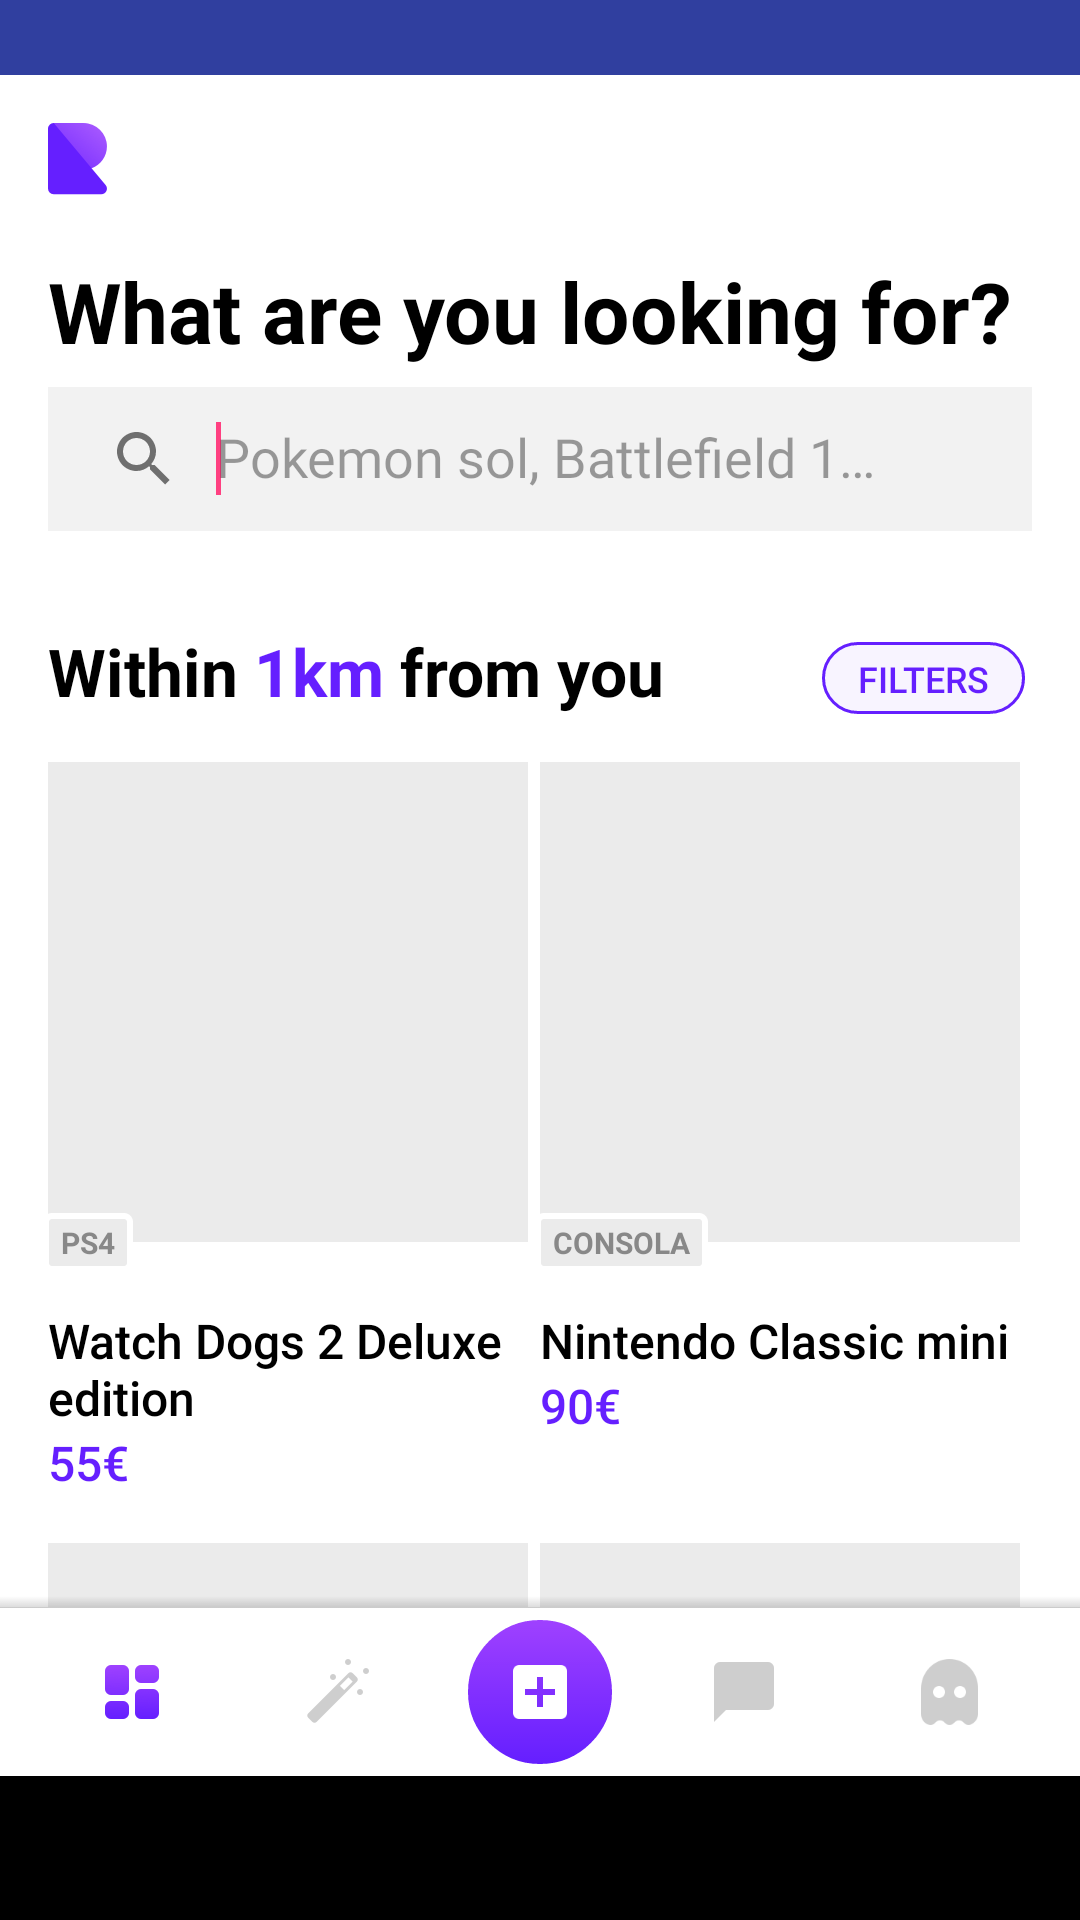 What are you looking for?
Pokemon sol, Battlefield 1...
Within 1km from you
FILTERS
PS4
CONSOLA
Watch Dogs 2 Deluxe
edition
55€
Nintendo Classic mini
90€